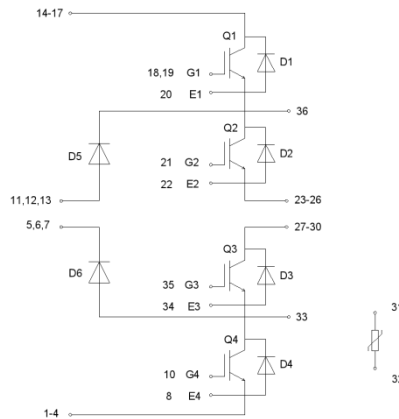 14-17
Q1
D1
18,19 G1
20 E1
36
Q2
D5
D2
21 G2
22 E2
11,12,13
23-26
5,6,7
27-30
Q3
D6
D3
35 G3
34 E3
31
33
Q4
D4
10 G4
32
8 E4
1-4